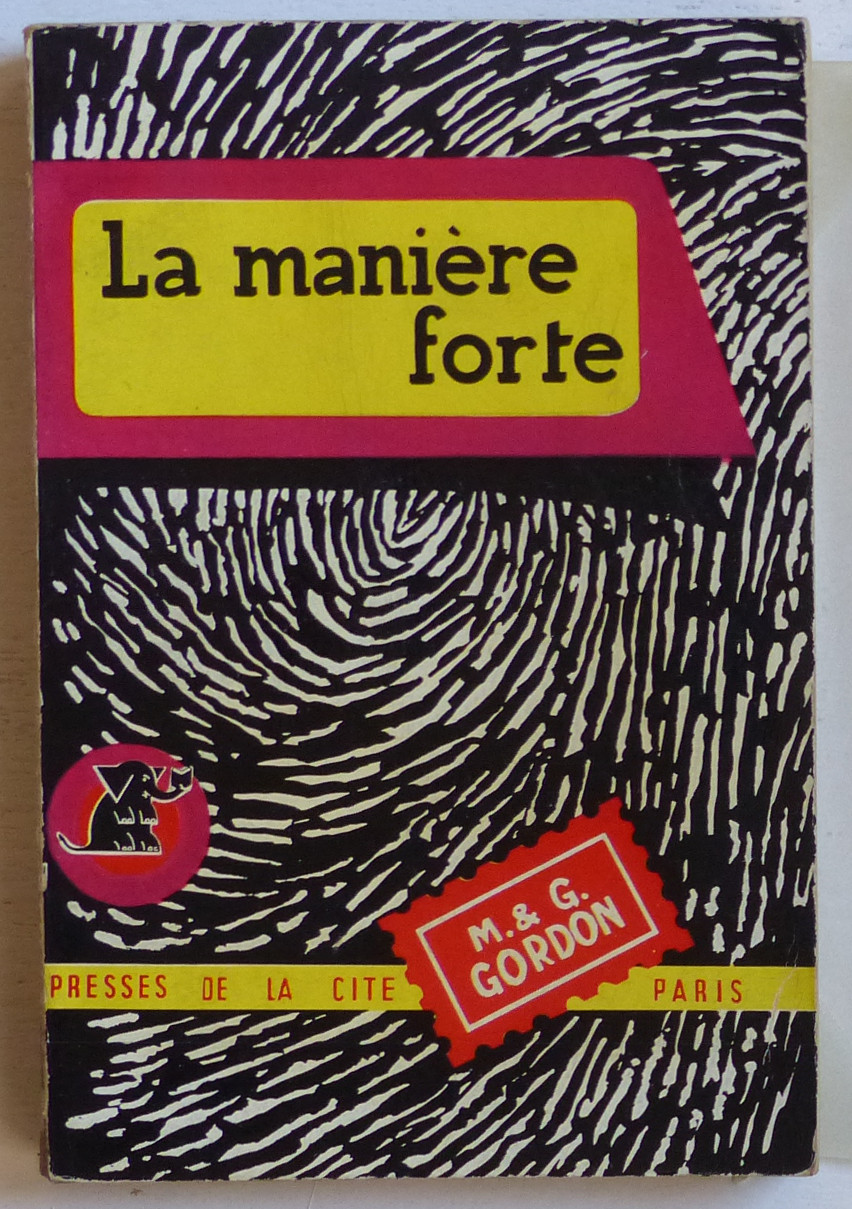 La manière
forte
M. & G.
GORDON
PRESSES DE LA CITE PARIS